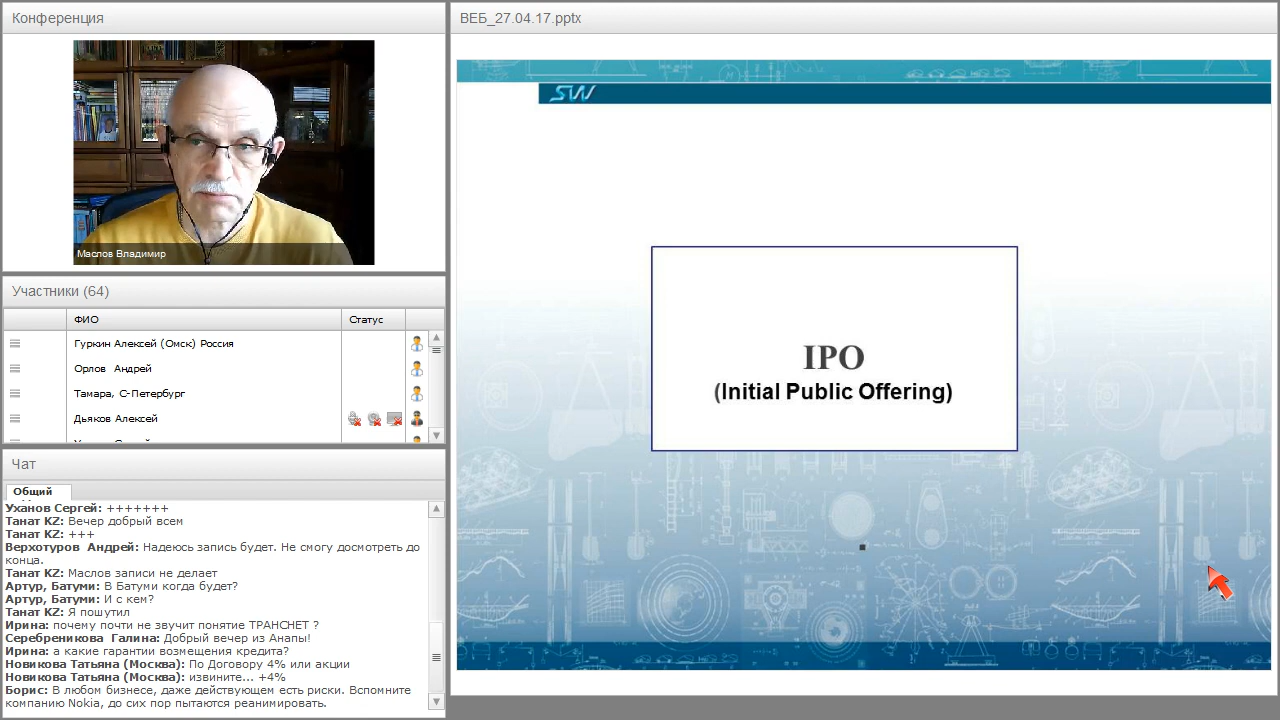 Конференция
Маслов Владимир
Участники (64)
ФИО
Статус
Гуркин Алексей (Омск) Россия
Орлов Андрей
Тамара, С-Петербург
Дьяков Алексей
Чат
Общий
Уханов Сергей: +++++++
Танат KZ: Вечер добрый всем
Танат KZ: +++
Верхотуров Андрей: Надеюсь запись будет. Не смогу досмотреть до
конца.
Танат KZ: Маслов записи не делает
Артур, Батуми: В Батуми когда будет?
Артур, Батуми: И с кем?
Танат KZ: Я пошутил
Ирина: почему почти не звучит понятие ТРАНСНЕТ ?
Серебреникова Галина: Добрый вечер из Анапы!
Ирина: а какие гарантии возмещения кредита?
Новикова Татьяна (Москва): По Договору 4% или акции
Новикова Татьяна (Москва): извините... +4%
Борис: В любом бизнесе, даже действующем есть риски. Вспомните
компанию Nokia, до сих пор пытаются реанимировать.
ВЕБ_27.04.17.pptx
SW
IPO
(Initial Public Offering)